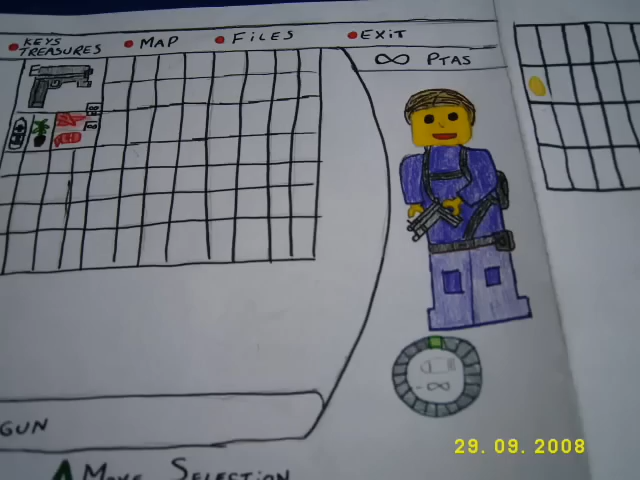 KEYS
TREASURES
MAP
FILES
EXIT
∞ PTAS
∞
GUN
MOVE SELECTION
29. 09. 2008